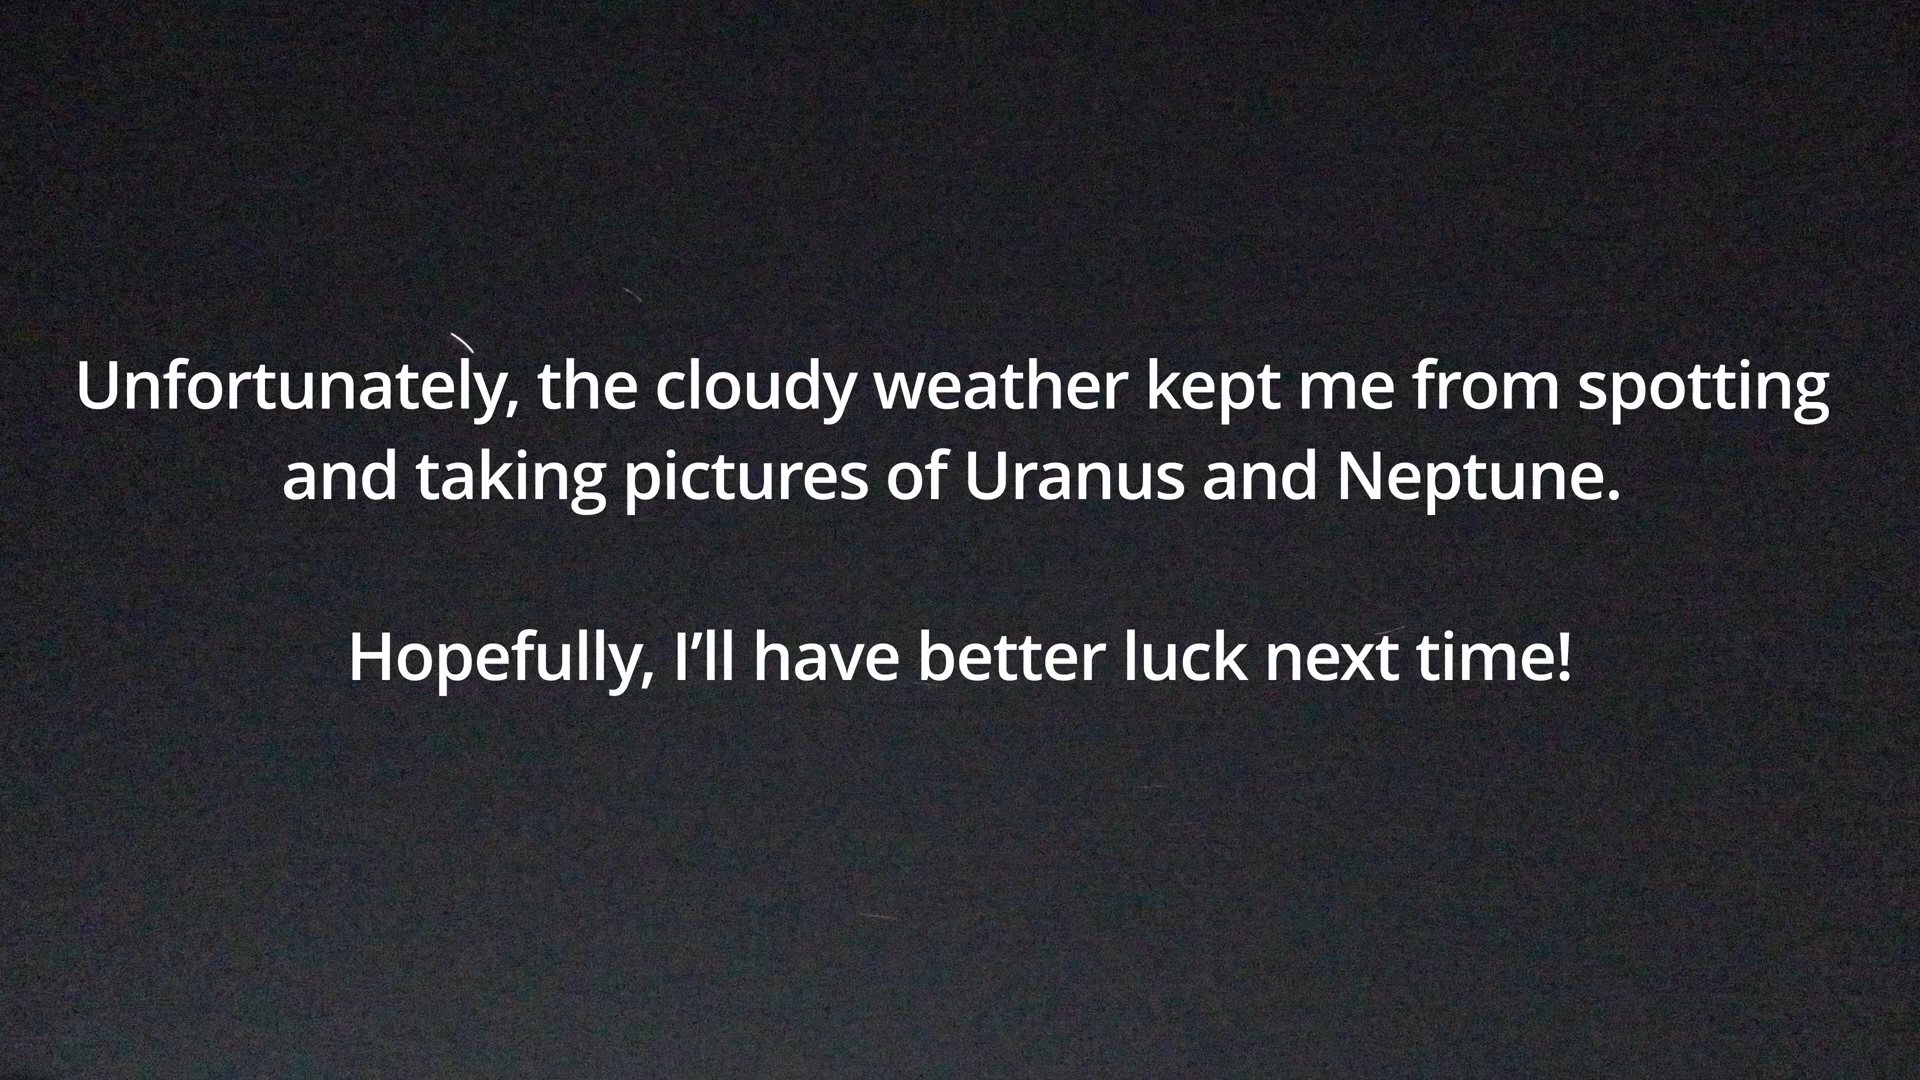 Unfortunately, the cloudy weather kept me from spotting
and taking pictures of Uranus and Neptune.
Hopefully, I’ll have better luck next time!